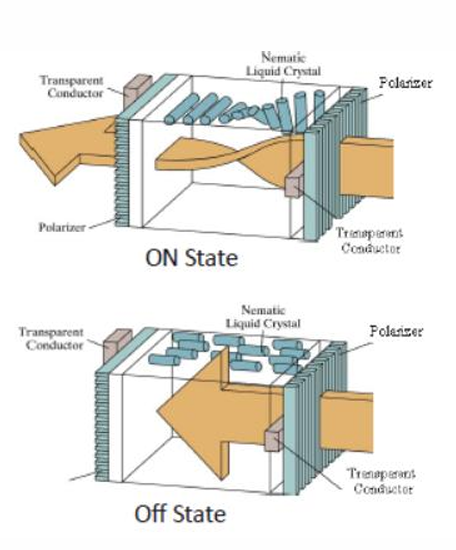 Nematic
Liquid Crystal
Transparent
Conductor
Polarizer
Polarizer
Transparent
Conductor
ON State
Nematic
Liquid Crystal
Transparent
Conductor
Polarizer
Transparent
Conductor
Off State